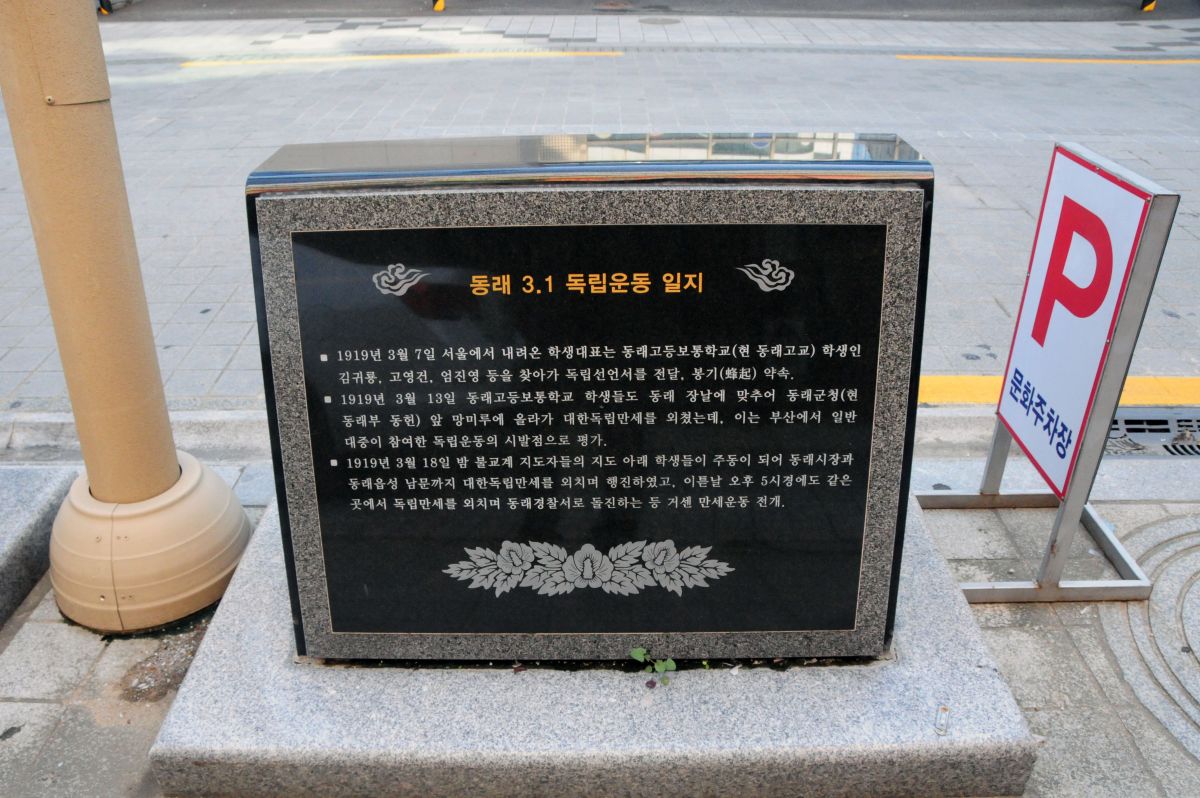 동래 3.1 독립운동 일지
1919년 3월 7일 서울에서 내려온 학생대표는 동래고등보통학교(현 동래고교) 학생인
김귀룡, 고영건, 엄진영 등을 찾아가 독립선언서를 전달, 봉기(蜂起) 약속.
1919년 3월 13일 동래고등보통학교 학생들도 동래 장날에 맞추어 동래군청(현
동래부 동헌) 앞 망미루에 올라가 대한독립만세를 외쳤는데, 이는 부산에서 일반
대중이 참여한 독립운동의 시발점으로 평가.
1919년 3월 18일 밤 불교계 지도자들의 지도 아래 학생들이 주동이 되어 동래시장과
동래읍성 남문까지 대한독립만세를 외치며 행진하였고, 이튿날 오후 5시경에도 같은
곳에서 독립만세를 외치며 동래경찰서로 돌진하는 등 거센 만세운동 전개.
P
문화주차장